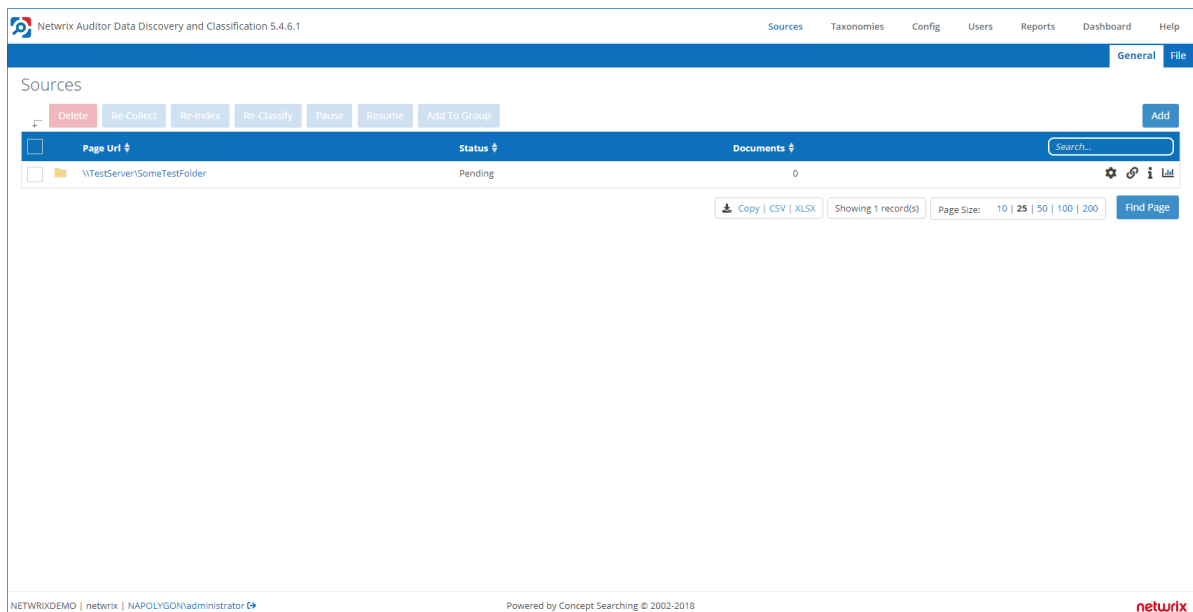 Netwrix Auditor Data Discovery and Classification 5.4.6.1 Sources Taxonomies Config Users Reports Dashboard Help
General File
Sources
Delete Re-Collect Re-Index Re-Classify Pause Resume Add To Group Add
Page Url Status Documents Search...
\\TestServer\SomeTestFolder Pending 0
Copy | CSV | XLSX Showing 1 record(s) Page Size: 10 | 25 | 50 | 100 | 200 Find Page
NETWRIXDEMO | netwrix | NAPOLYGON\administrator Powered by Concept Searching © 2002-2018 netwrix